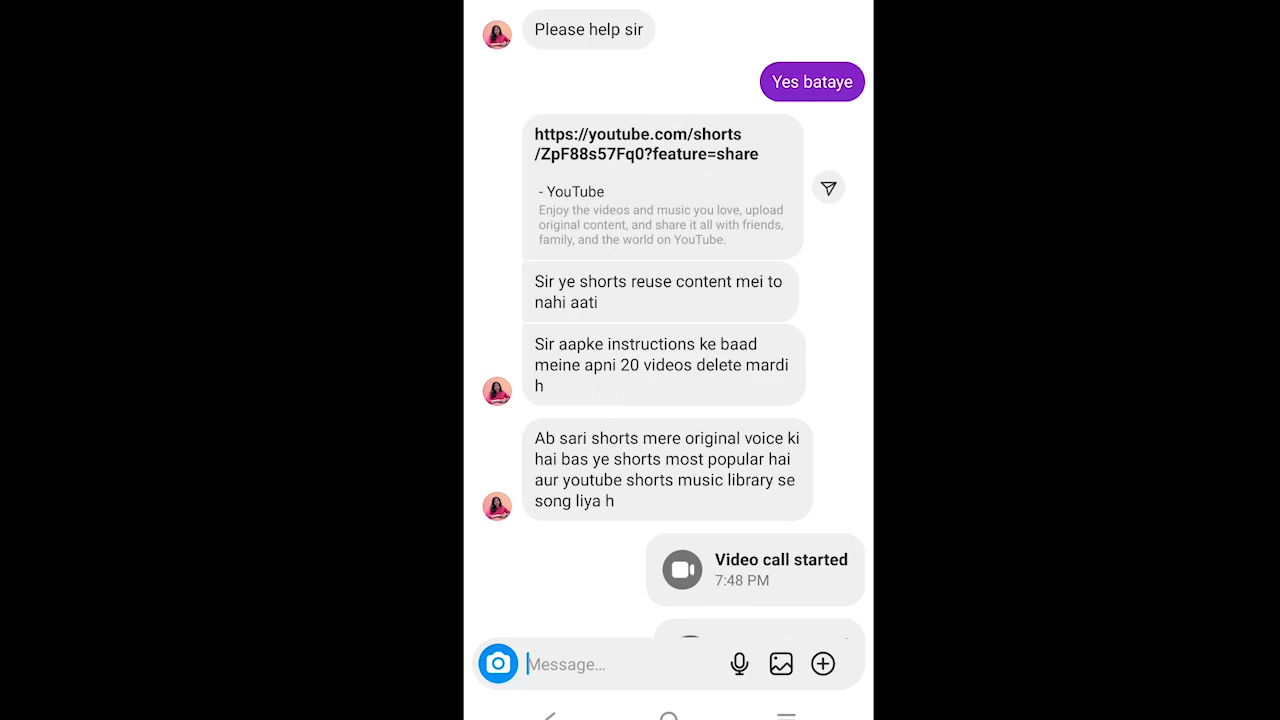 Please help sir
Yes bataye
https://youtube.com/shorts
/ZpF88s57Fq0?feature=share
- YouTube
Enjoy the videos and music you love, upload
original content, and share it all with friends,
family, and the world on YouTube.
Sir ye shorts reuse content mei to
nahi aati
Sir aapke instructions ke baad
meine apni 20 videos delete mardi
h
Ab sari shorts mere original voice ki
hai bas ye shorts most popular hai
aur youtube shorts music library se
song liya h
Video call started
7:48 PM
Message...